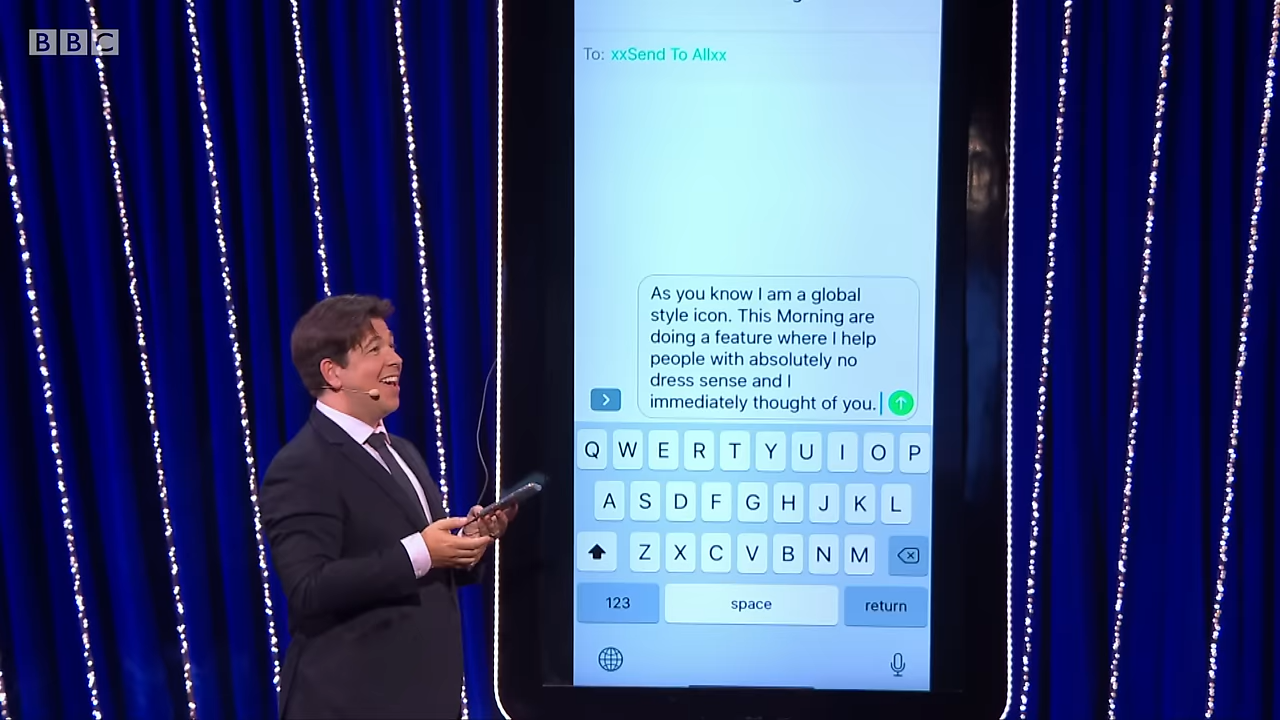 BBC
To: xxSend To Allxx
As you know I am a global
style icon. This Morning are
doing a feature where I help
people with absolutely no
dress sense and I
immediately thought of you.
Q W E R T Y U I O P
A S D F G H J K L
Z X C V B N M
123 space return